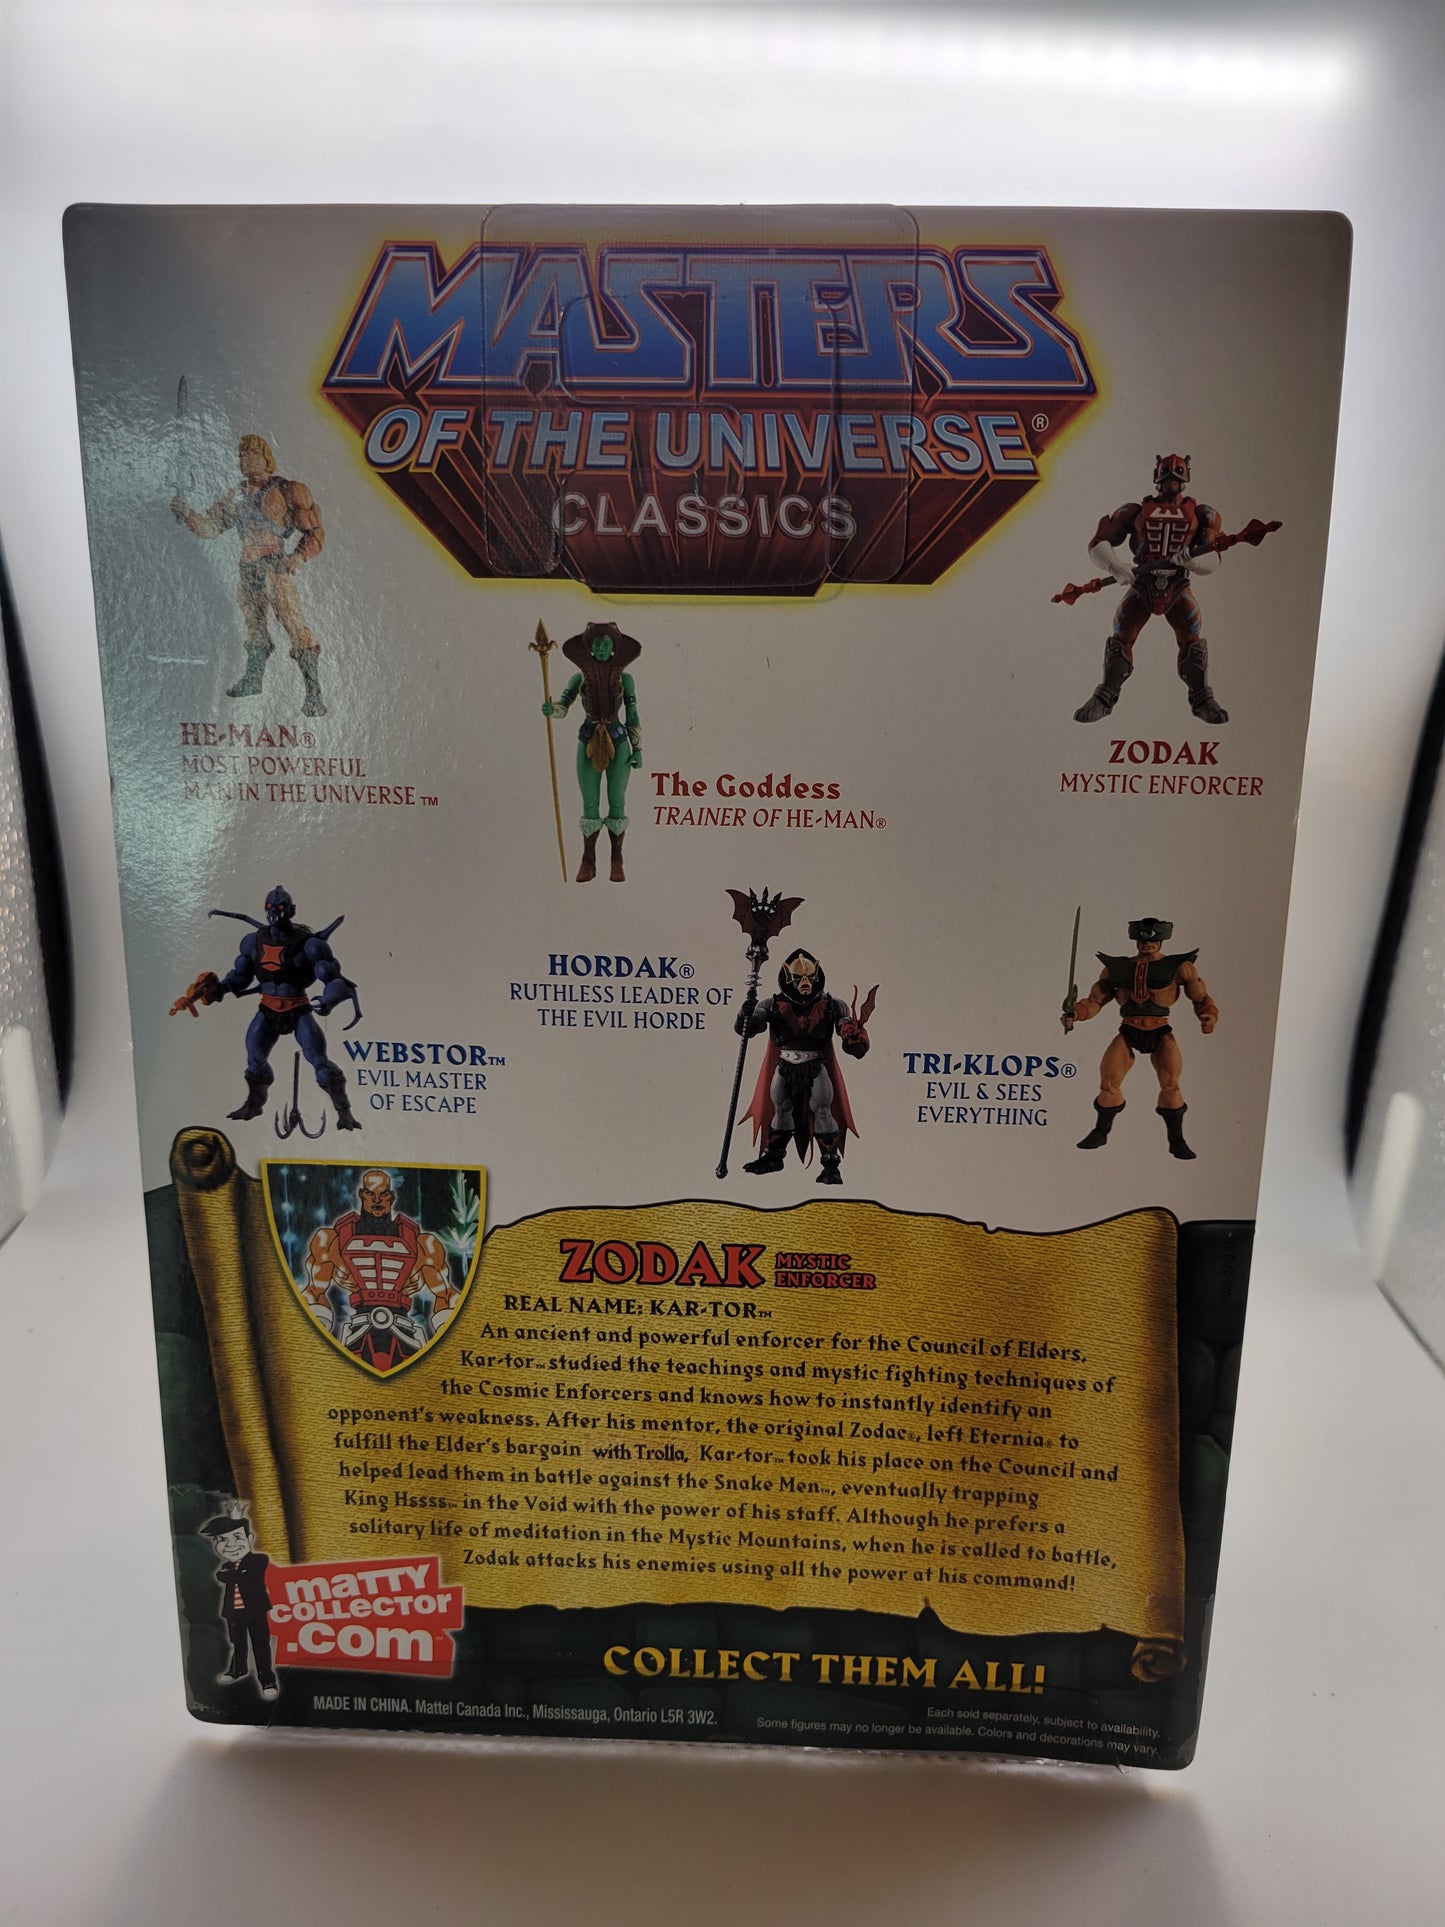 MASTERS
OF THE UNIVERSE®
CLASSICS
HE-MAN®
MOST POWERFUL
MAN IN THE UNIVERSE™
The Goddess
TRAINER OF HE-MAN®
ZODAK
MYSTIC ENFORCER
WEBSTOR™
EVIL MASTER
OF ESCAPE
HORDAK®
RUTHLESS LEADER OF
THE EVIL HORDE
TRI-KLOPS®
EVIL & SEES
EVERYTHING
ZODAK MYSTIC
ENFORCER
REAL NAME: KAR-TOR™
An ancient and powerful enforcer for the Council of Elders,
Kar-tor™ studied the teachings and mystic fighting techniques of
the Cosmic Enforcers and knows how to instantly identify an
opponent's weakness. After his mentor, the original Zodac®, left Eternia® to
fulfill the Elder's bargain with Trolla, Kar-tor™ took his place on the Council and
helped lead them in battle against the Snake Men™, eventually trapping
King Hssss™ in the Void with the power of his staff. Although he prefers a
solitary life of meditation in the Mystic Mountains, when he is called to battle,
Zodak attacks his enemies using all the power at his command!
maTTY
COLLecTor
.com
COLLECT THEM ALL!
MADE IN CHINA. Mattel Canada Inc., Mississauga, Ontario L5R 3W2.
Each sold separately, subject to availability.
Some figures may no longer be available. Colors and decorations may vary.